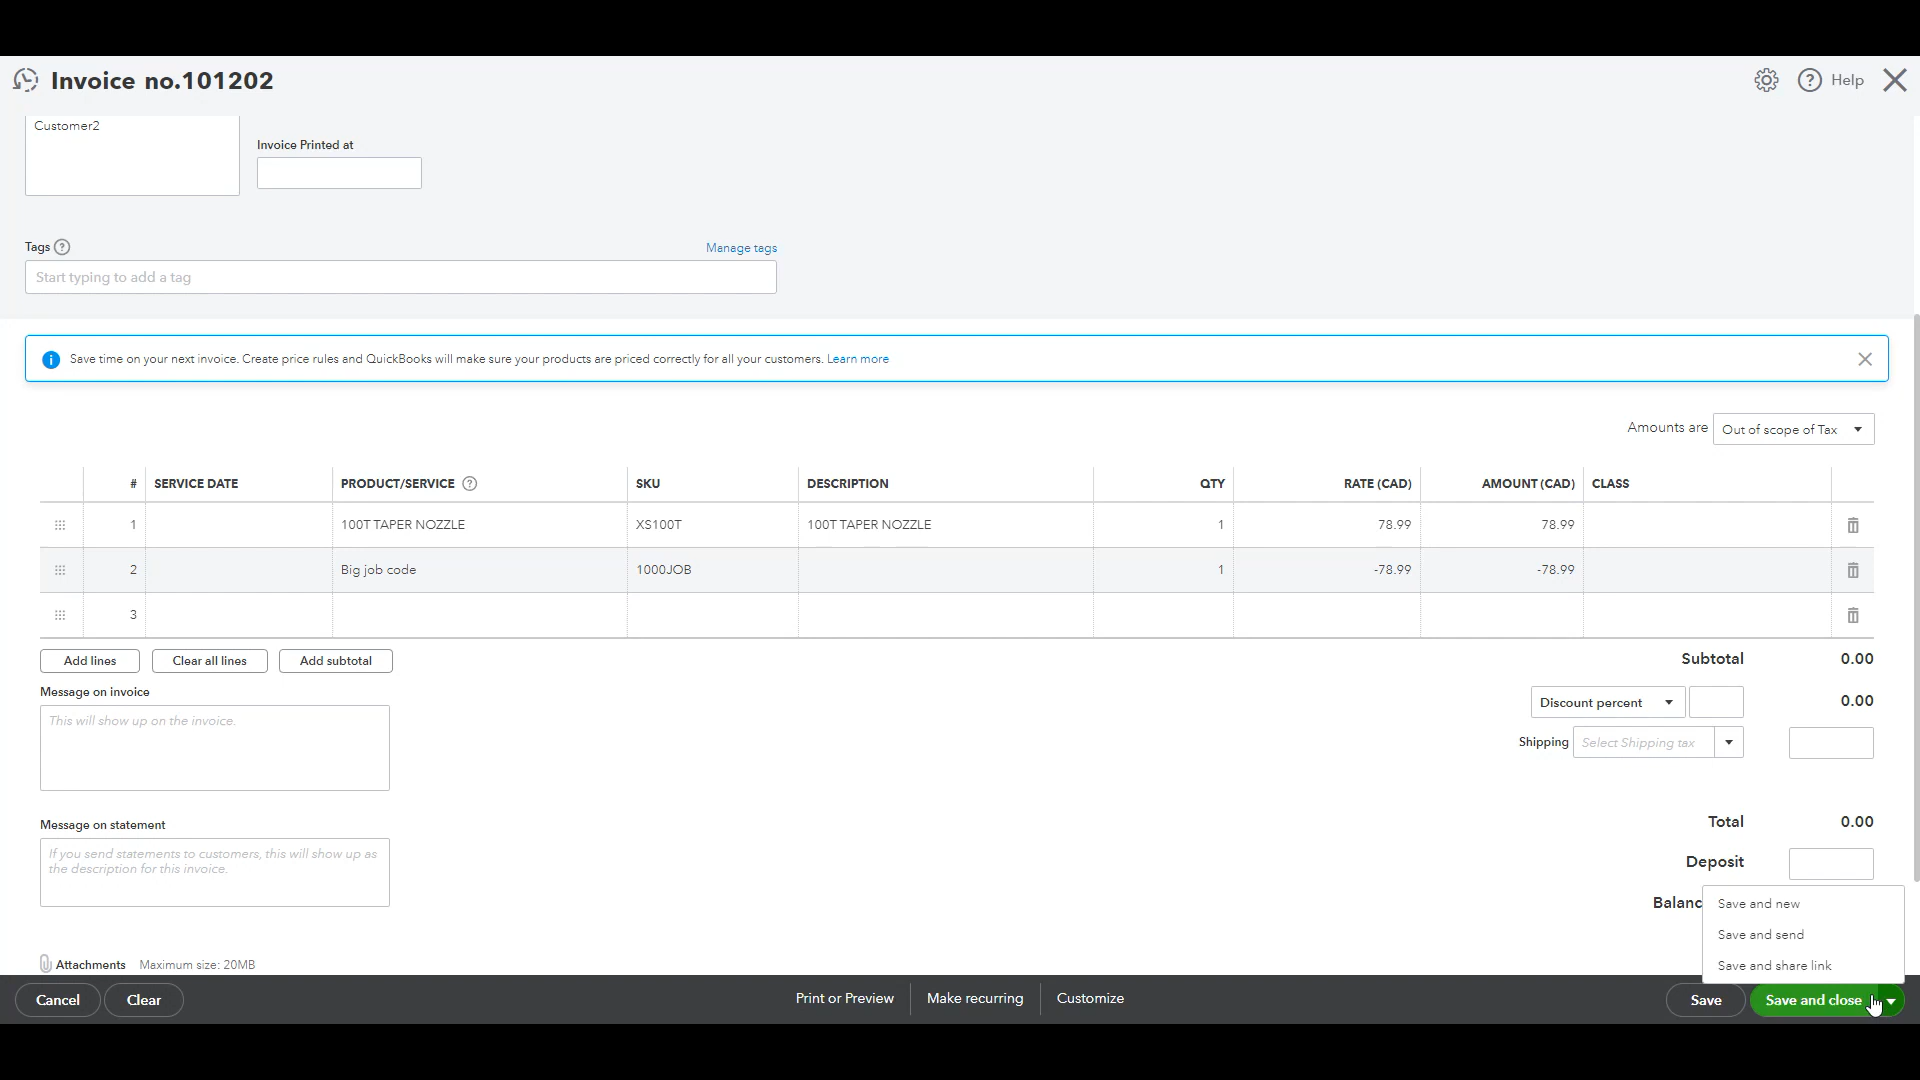 Invoice no.101202
Help
Customer2
Invoice Printed at
Tags
Manage tags
Start typing to add a tag
Save time on your next invoice. Create price rules and QuickBooks will make sure your products are priced correctly for all your customers. Learn more
Amounts are Out of scope of Tax
# SERVICE DATE PRODUCT/SERVICE SKU DESCRIPTION QTY RATE (CAD) AMOUNT (CAD) CLASS
1 100T TAPER NOZZLE XS100T 100T TAPER NOZZLE 1 78.99 78.99
2 Big job code 1000JOB 1 -78.99 -78.99
3
Add lines Clear all lines Add subtotal
Subtotal 0.00
Message on invoice
This will show up on the invoice.
Discount percent 0.00
Shipping Select Shipping tax
Message on statement
If you send statements to customers, this will show up as
the description for this invoice.
Total 0.00
Deposit
Balanc
Save and new
Save and send
Save and share link
Attachments Maximum size: 20MB
Cancel Clear Print or Preview Make recurring Customize Save Save and close